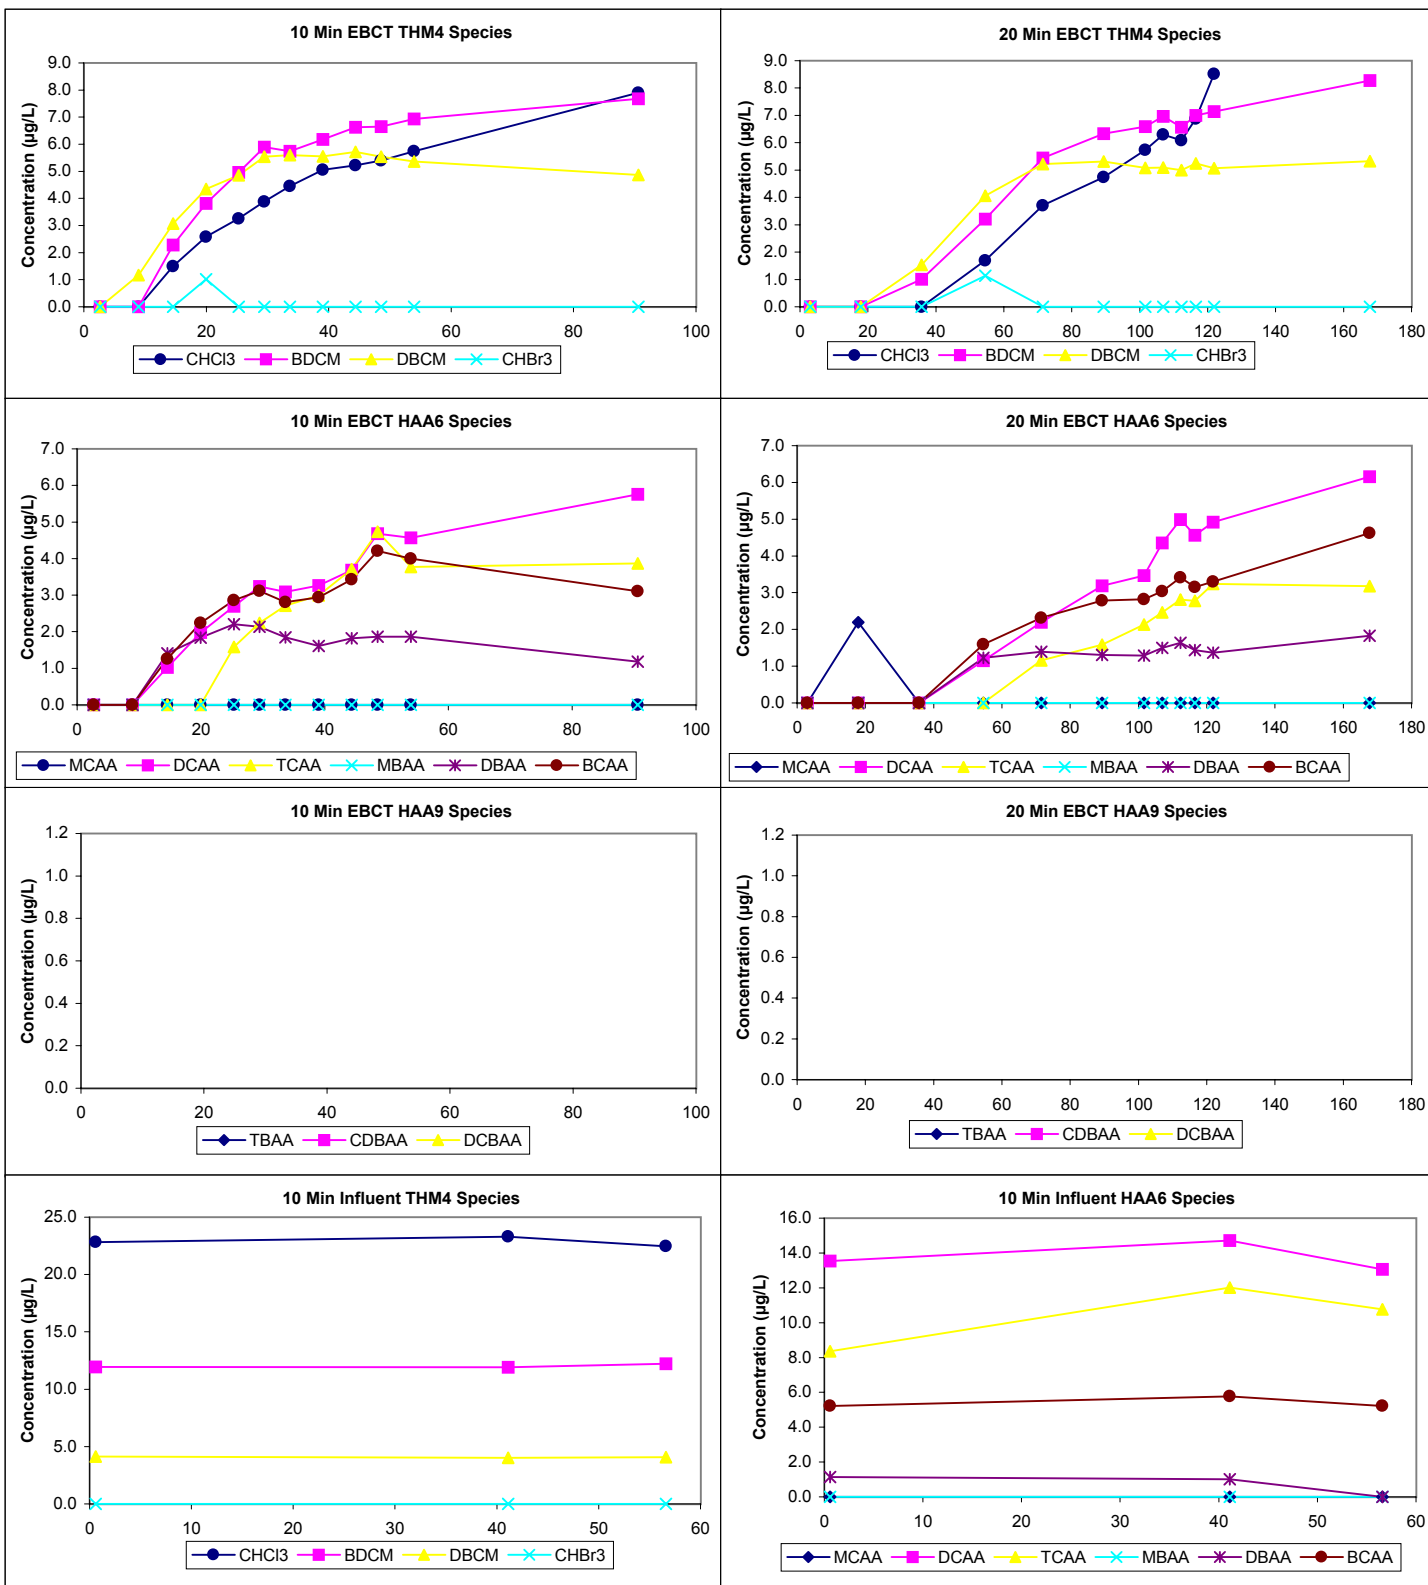 10 Min EBCT THM4 Species
Concentration (µg/L)
9.0
8.0
7.0
6.0
5.0
4.0
3.0
2.0
1.0
0.0
0 20 40 60 80 100
CHCl3 BDCM DBCM CHBr3
20 Min EBCT THM4 Species
Concentration (µg/L)
9.0
8.0
7.0
6.0
5.0
4.0
3.0
2.0
1.0
0.0
0 20 40 60 80 100 120 140 160 180
CHCl3 BDCM DBCM CHBr3
10 Min EBCT HAA6 Species
Concentration (µg/L)
7.0
6.0
5.0
4.0
3.0
2.0
1.0
0.0
0 20 40 60 80 100
MCAA DCAA TCAA MBAA DBAA BCAA
20 Min EBCT HAA6 Species
Concentration (µg/L)
7.0
6.0
5.0
4.0
3.0
2.0
1.0
0.0
0 20 40 60 80 100 120 140 160 180
MCAA DCAA TCAA MBAA DBAA BCAA
10 Min EBCT HAA9 Species
Concentration (µg/L)
1.2
1.0
0.8
0.6
0.4
0.2
0.0
0 20 40 60 80 100
TBAA CDBAA DCBAA
20 Min EBCT HAA9 Species
Concentration (µg/L)
1.2
1.0
0.8
0.6
0.4
0.2
0.0
0 20 40 60 80 100 120 140 160 180
TBAA CDBAA DCBAA
10 Min Influent THM4 Species
Concentration (µg/L)
25.0
20.0
15.0
10.0
5.0
0.0
0 10 20 30 40 50 60
CHCl3 BDCM DBCM CHBr3
10 Min Influent HAA6 Species
Concentration (µg/L)
16.0
14.0
12.0
10.0
8.0
6.0
4.0
2.0
0.0
0 10 20 30 40 50 60
MCAA DCAA TCAA MBAA DBAA BCAA